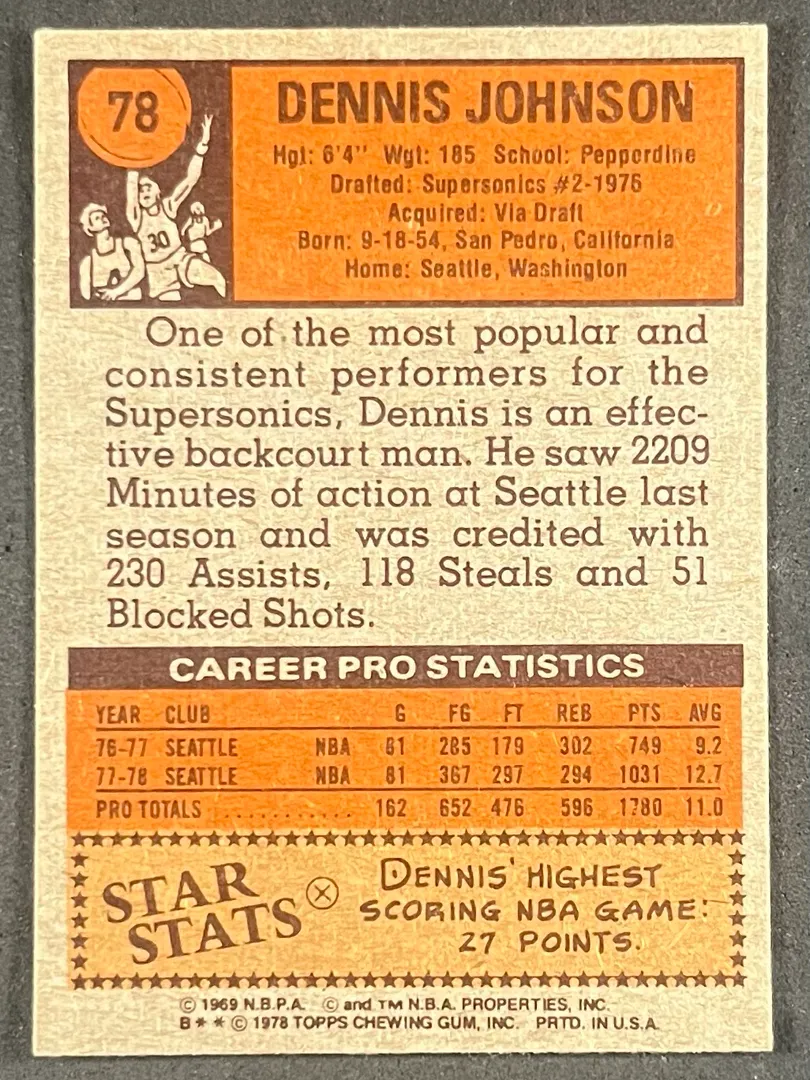 78
DENNIS JOHNSON
Hgt: 6'4" Wgt: 185 School: Pepperdine
Drafted: Supersonics #2-1976
Acquired: Via Draft
Born: 9-18-54, San Pedro, California
Home: Seattle, Washington
30
One of the most popular and
consistent performers for the
Supersonics, Dennis is an effec-
tive backcourt man. He saw 2209
Minutes of action at Seattle last
season and was credited with
230 Assists, 118 Steals and 51
Blocked Shots.
CAREER PRO STATISTICS
YEAR CLUB G FG FT REB PTS AVG
76-77 SEATTLE NBA 81 285 179 302 749 9.2
77-78 SEATTLE NBA 81 367 297 294 1031 12.7
PRO TOTALS ........... 162 652 476 596 1780 11.0
STAR
STATS
DENNIS' HIGHEST
SCORING NBA GAME:
27 POINTS.
© 1969 N.B.P.A. © and TM N.B.A. PROPERTIES, INC.
B * * © 1978 TOPPS CHEWING GUM, INC. PRTD. IN U.S.A.